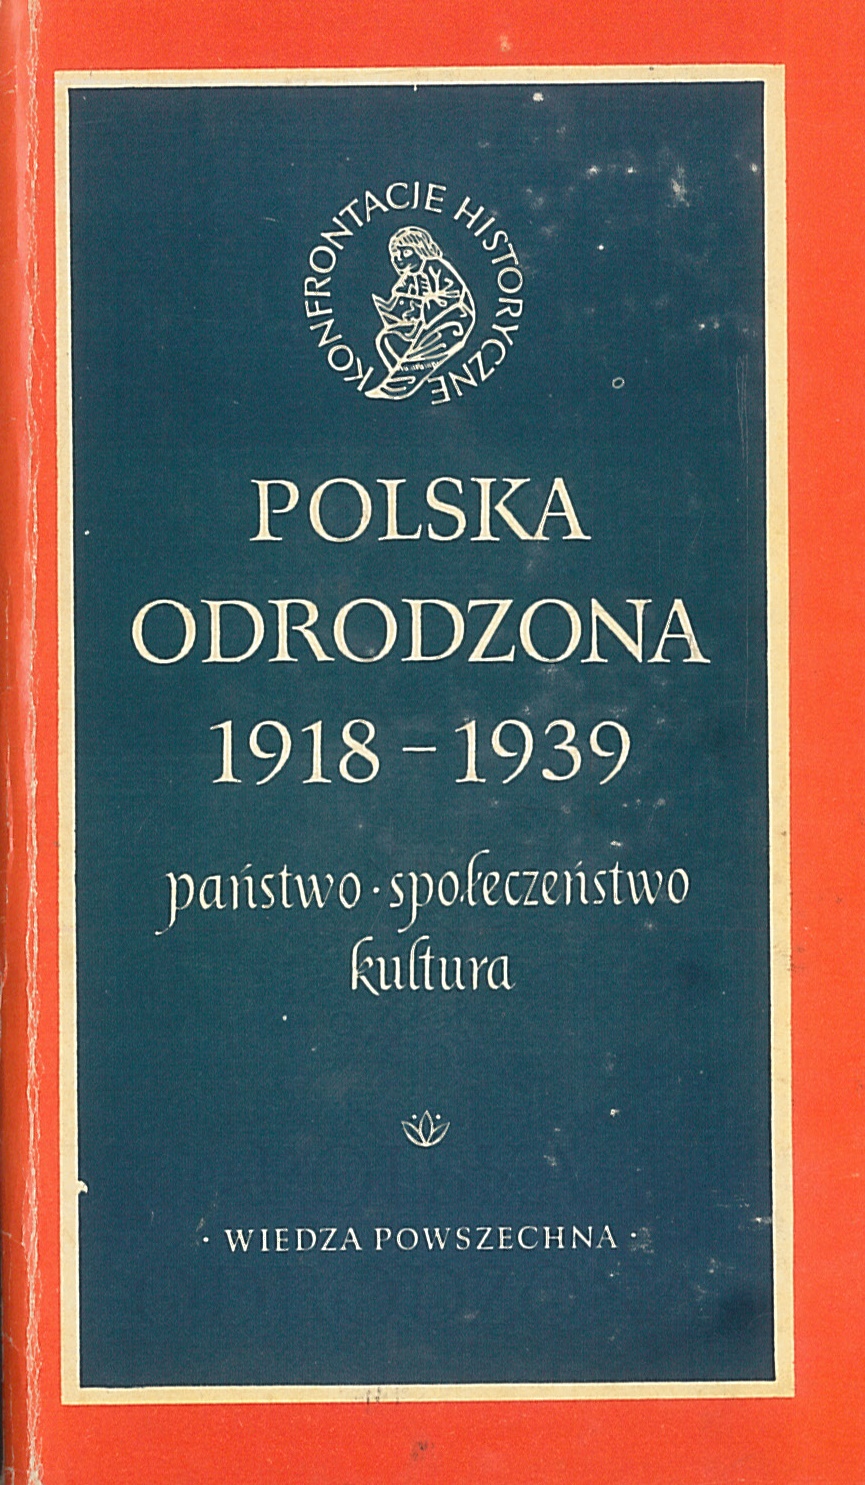 KONFRONTACJE HISTORYCZNE
POLSKA
ODRODZONA
1918 – 1939
państwo · społeczeństwo
kultura
· WIEDZA POWSZECHNA ·